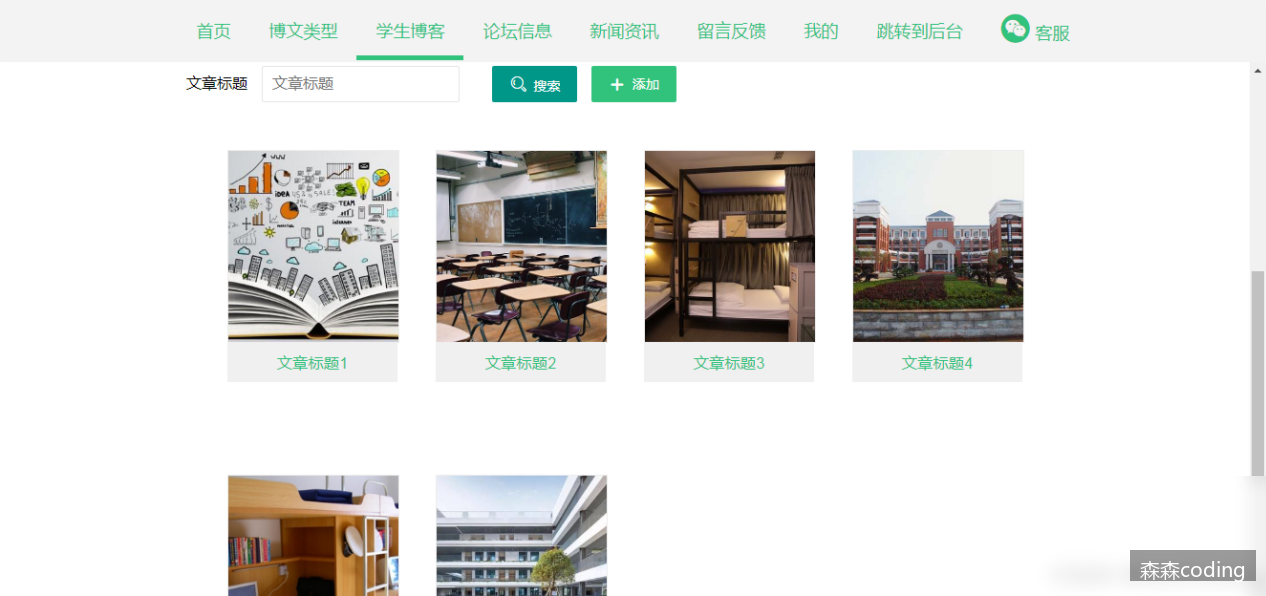 首页 博文类型 学生博客 论坛信息 新闻资讯 留言反馈 我的 跳转到后台 客服
文章标题 文章标题 搜索 添加
IDEA
TEAM
文章标题1 文章标题2 文章标题3 文章标题4
森森coding